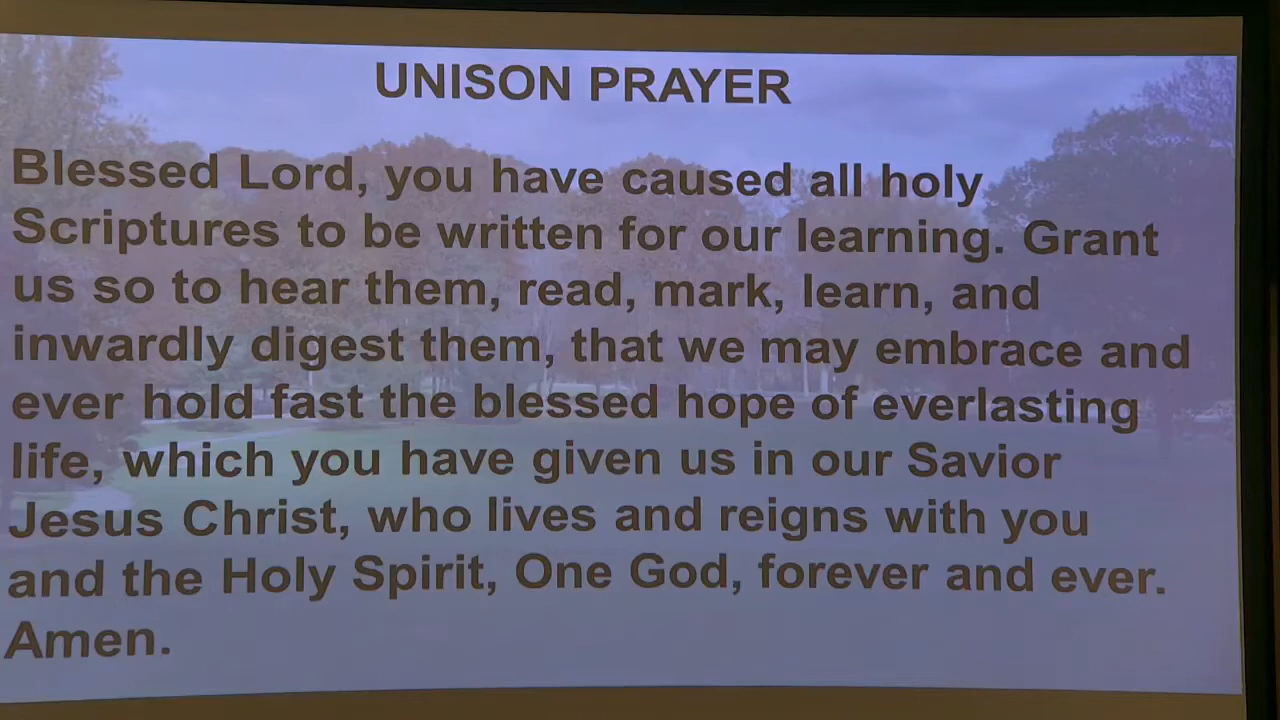 UNISON PRAYER
Blessed Lord, you have caused all holy
Scriptures to be written for our learning. Grant
us so to hear them, read, mark, learn, and
inwardly digest them, that we may embrace and
ever hold fast the blessed hope of everlasting
life, which you have given us in our Savior
Jesus Christ, who lives and reigns with you
and the Holy Spirit, One God, forever and ever.
Amen.